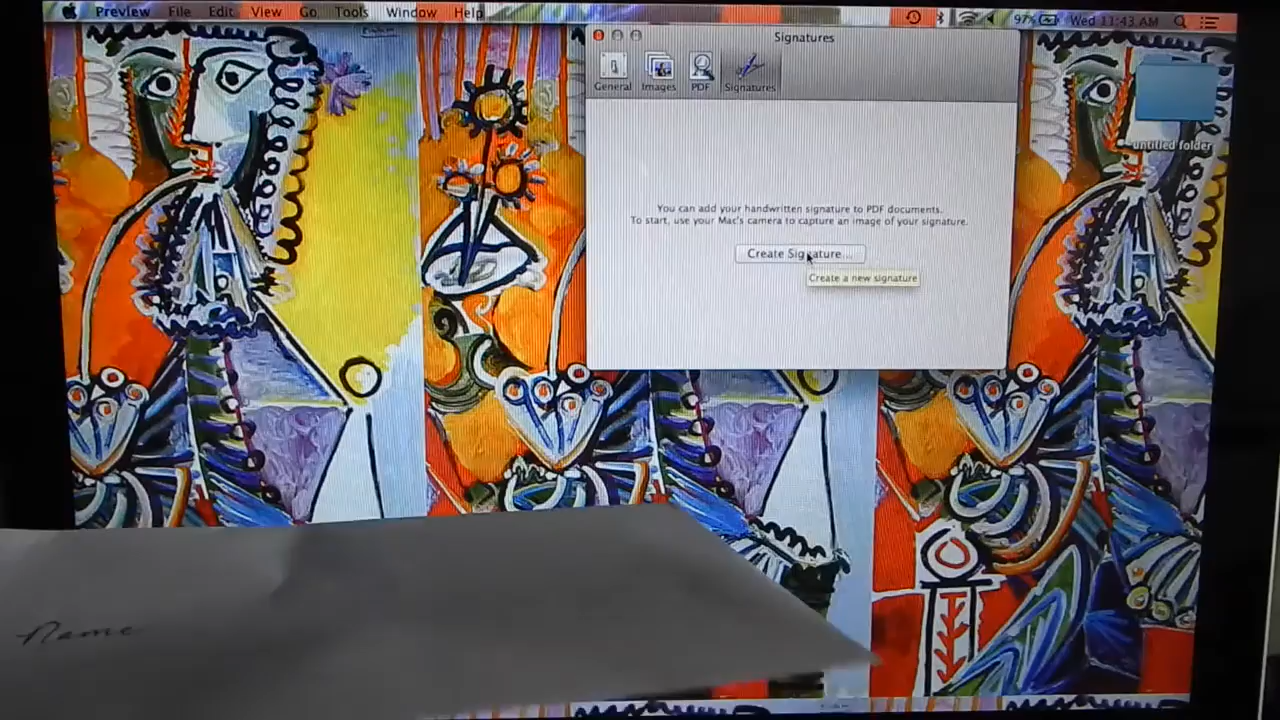 Preview File Edit View Go Tools Window Help 97% Wed 11:43 AM
Signatures
General Images PDF Signatures
untitled folder
You can add your handwritten signature to PDF documents.
To start, use your Mac's camera to capture an image of your signature.
Create Signature...
Create a new signature
Name